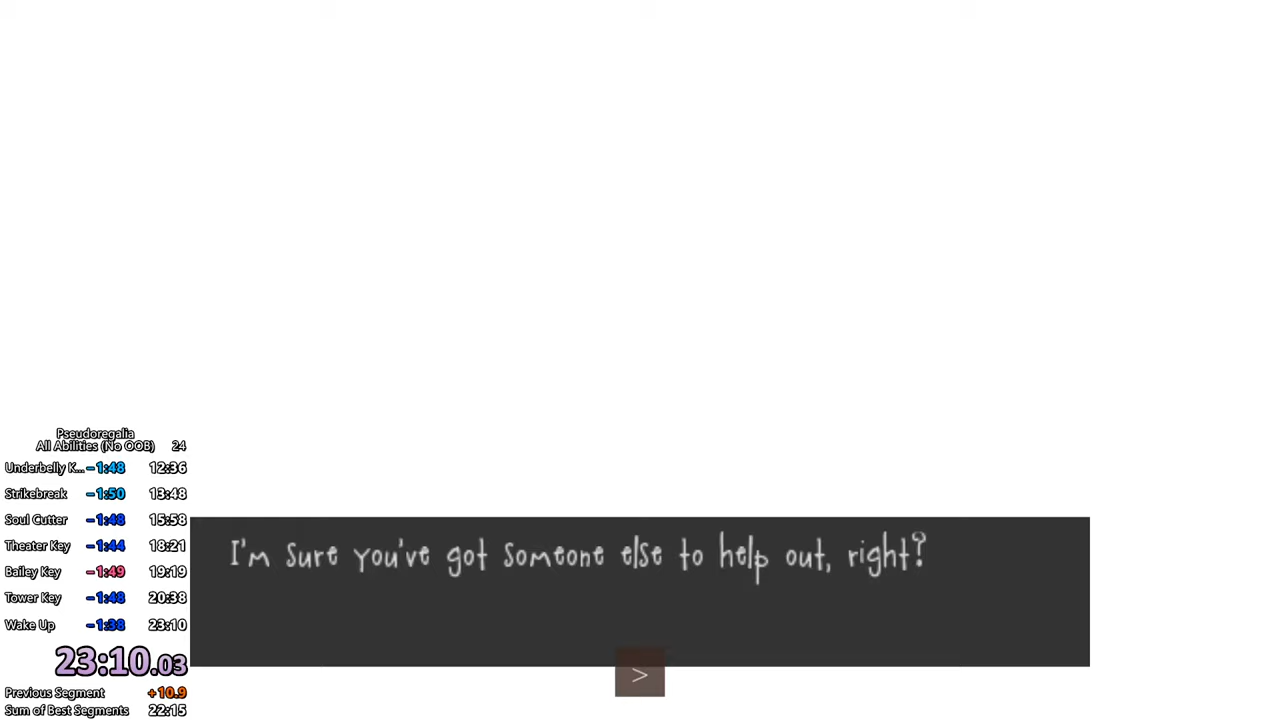 Pseudoregalia
All Abilities (No OOB) 24
Underbelly K... -1:48 12:36
Strikebreak -1:50 13:48
Soul Cutter -1:48 15:58
Theater Key -1:44 18:21
Bailey Key -1:49 19:19
Tower Key -1:48 20:38
Wake Up -1:38 23:10
23:10.03
Previous Segment +10.9
Sum of Best Segments 22:15
I'm sure you've got someone else to help out, right?
>